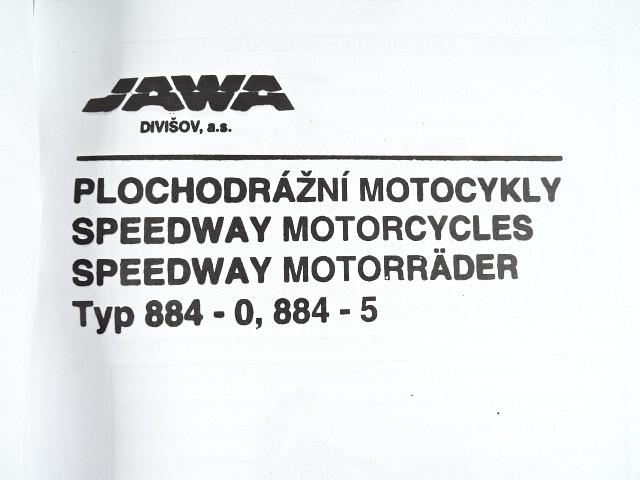 JAWA
DIVIŠOV, a.s.
PLOCHODRÁŽNÍ MOTOCYKLY
SPEEDWAY MOTORCYCLES
SPEEDWAY MOTORRÄDER
Typ 884 - 0, 884 - 5